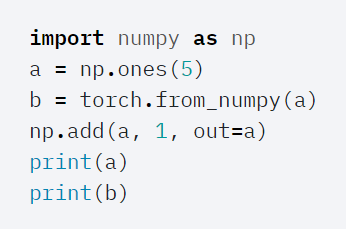 import numpy as np
a = np.ones(5)
b = torch.from_numpy(a)
np.add(a, 1, out=a)
print(a)
print(b)